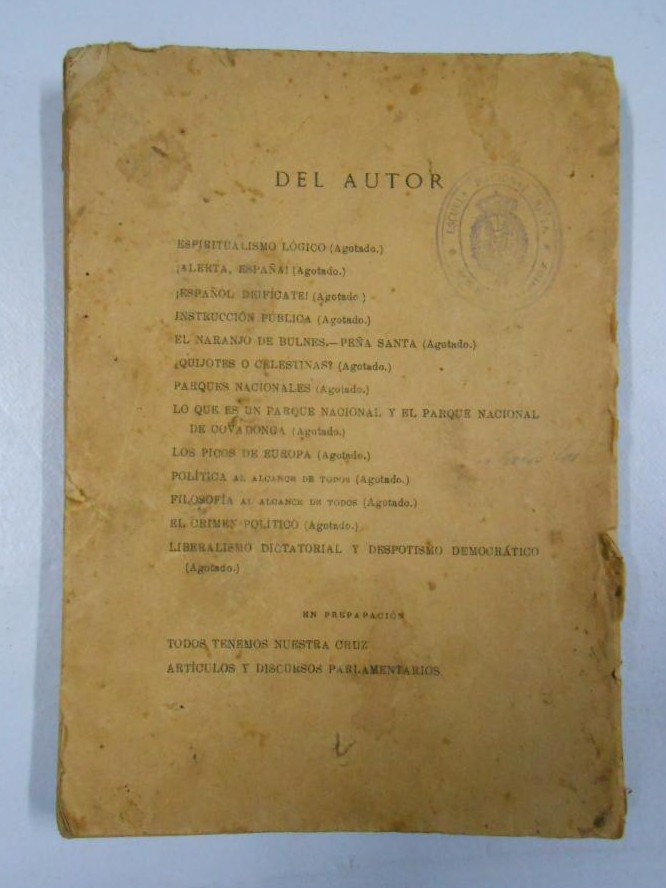 DEL AUTOR
ESPIRITUALISMO LÓGICO (Agotado.)
¡ALERTA, ESPAÑA! (Agotado.)
¡ESPAÑOL DEIFÍCATE! (Agotado )
INSTRUCCIÓN PÚBLICA (Agotado.)
EL NARANJO DE BULNES.—PEÑA SANTA (Agotado.)
¿QUIJOTES O CELESTINAS? (Agotado.)
PARQUES NACIONALES (Agotado.)
LO QUE ES UN PARQUE NACIONAL Y EL PARQUE NACIONAL
DE COVADONGA (Agotado.)
LOS PICOS DE EUROPA (Agotado.)
POLÍTICA AL ALCANCE DE TODOS (Agotado.)
FILOSOFÍA AL ALCANCE DE TODOS (Agotado.)
EL CRIMEN POLÍTICO (Agotado.)
LIBERALISMO DICTATORIAL Y DESPOTISMO DEMOCRÁTICO
(Agotado.)
EN PREPARACIÓN
TODOS TENEMOS NUESTRA CRUZ
ARTÍCULOS Y DISCURSOS PARLAMENTARIOS
ESCUELA NACIONAL